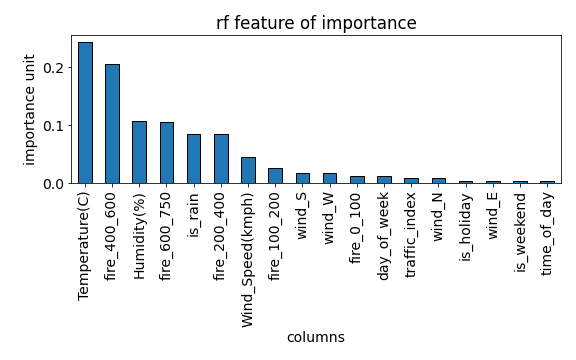 rf feature of importance
importance unit
0.2
0.1
0.0
Temperature(C)
fire_400_600
Humidity(%)
fire_600_750
is_rain
fire_200_400
Wind_Speed(kmph)
fire_100_200
wind_S
wind_W
fire_0_100
day_of_week
traffic_index
wind_N
is_holiday
wind_E
is_weekend
time_of_day
columns